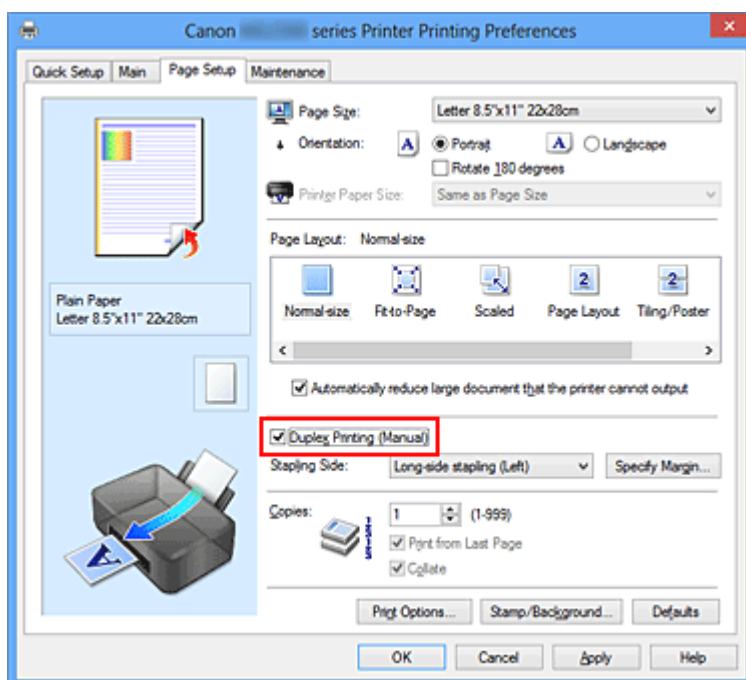 Canon series Printer Printing Preferences
Quick Setup Main Page Setup Maintenance
Page Size: Letter 8.5"x11" 22x28cm
Orientation: A Portrait A Landscape
Rotate 180 degrees
Printer Paper Size: Same as Page Size
Page Layout: Normal-size
Plain Paper
Letter 8.5"x11" 22x28cm
2 2
Normal-size Fit-to-Page Scaled Page Layout Tiling/Poster
Automatically reduce large document that the printer cannot output
Duplex Printing (Manual)
Stapling Side: Long-side stapling (Left) Specify Margin...
Copies: 1 (1-999)
Print from Last Page
Collate
A
Print Options... Stamp/Background... Defaults
OK Cancel Apply Help